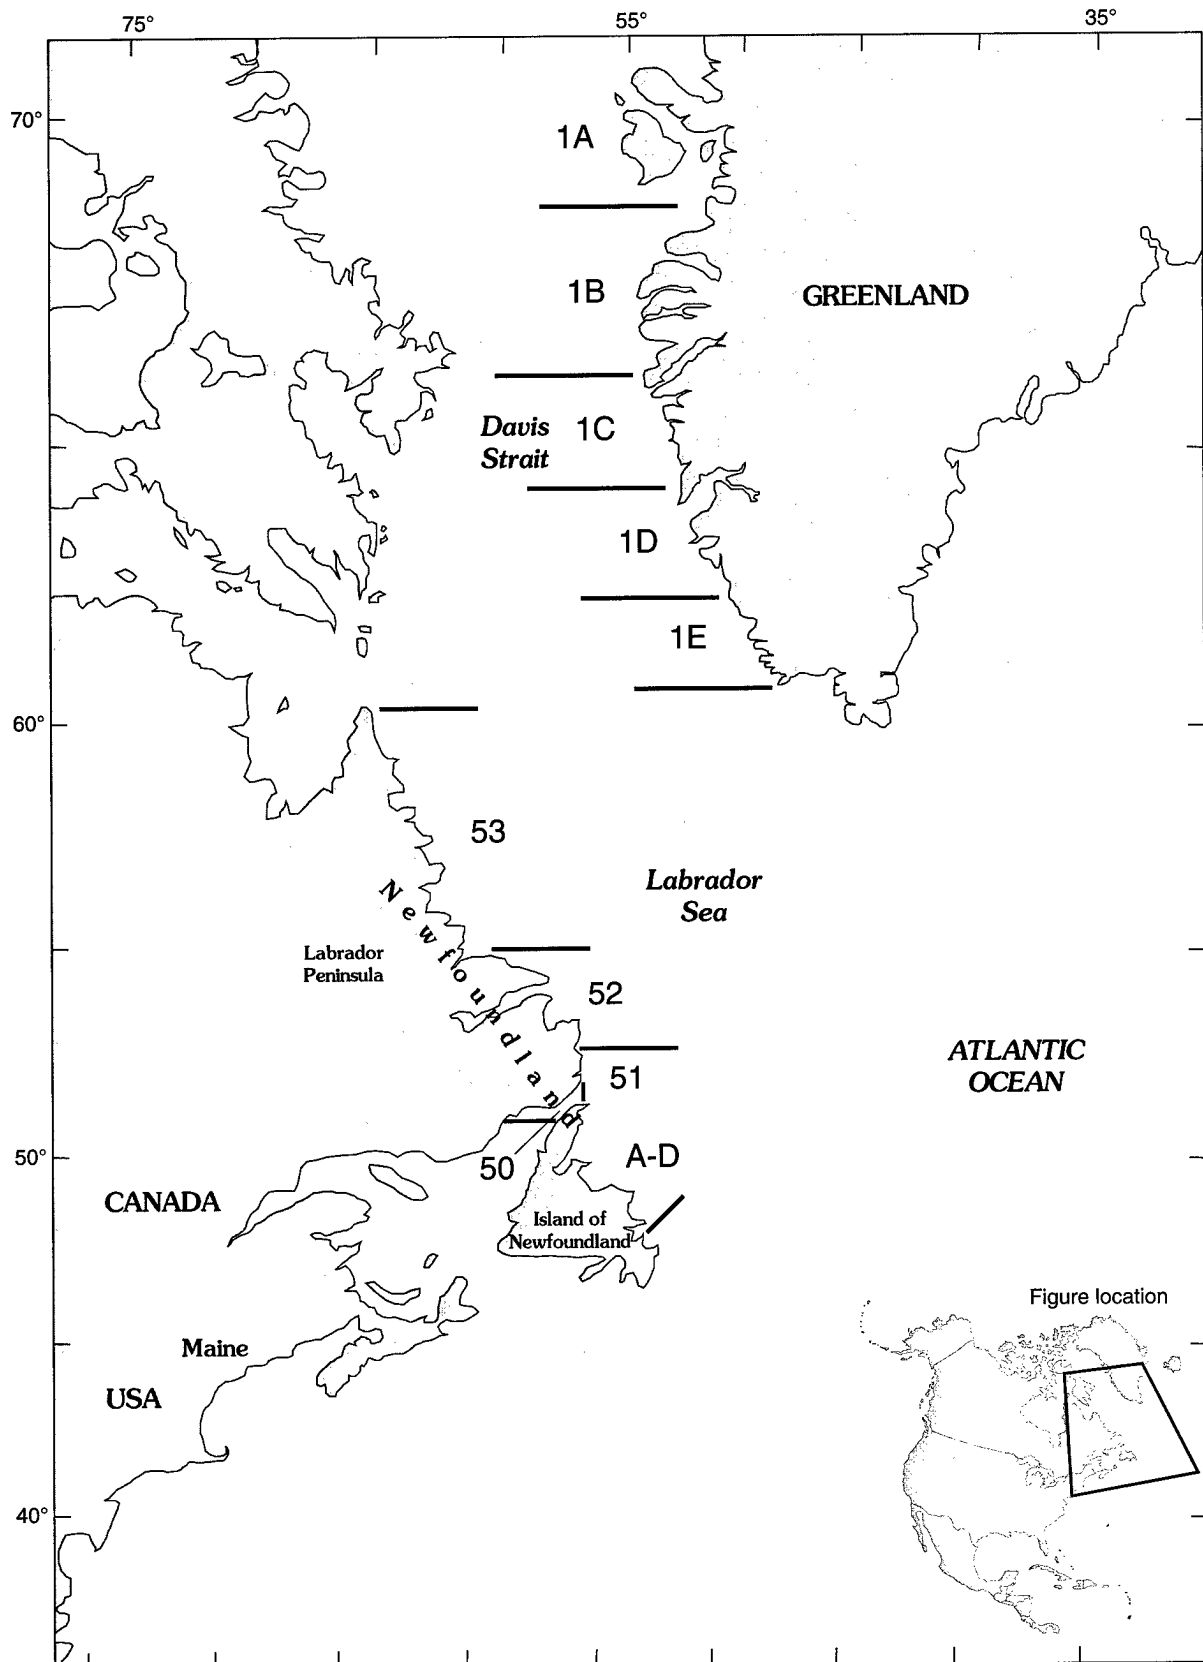 75°
55°
35°
70°
1A
1B
GREENLAND
Davis
Strait
1C
1D
1E
60°
53
Labrador
Sea
Newfoundland
Labrador
Peninsula
52
ATLANTIC
OCEAN
51
50°
50
A-D
CANADA
Island of
Newfoundland
Figure location
Maine
USA
40°